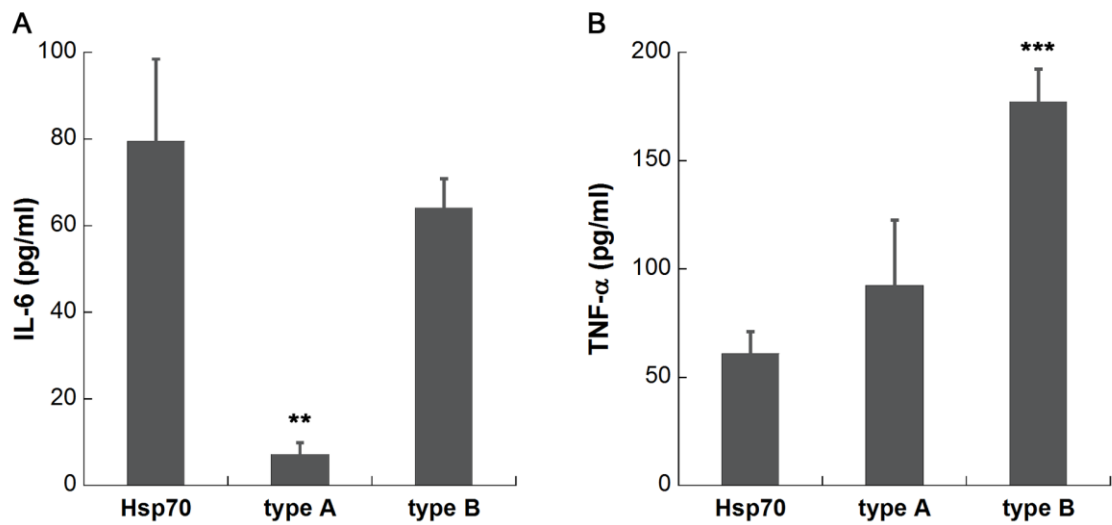 A
IL-6 (pg/ml)
100
80
60
40
20
0
**
Hsp70 type A type B
B
TNF-α (pg/ml)
200
150
100
50
0
***
Hsp70 type A type B